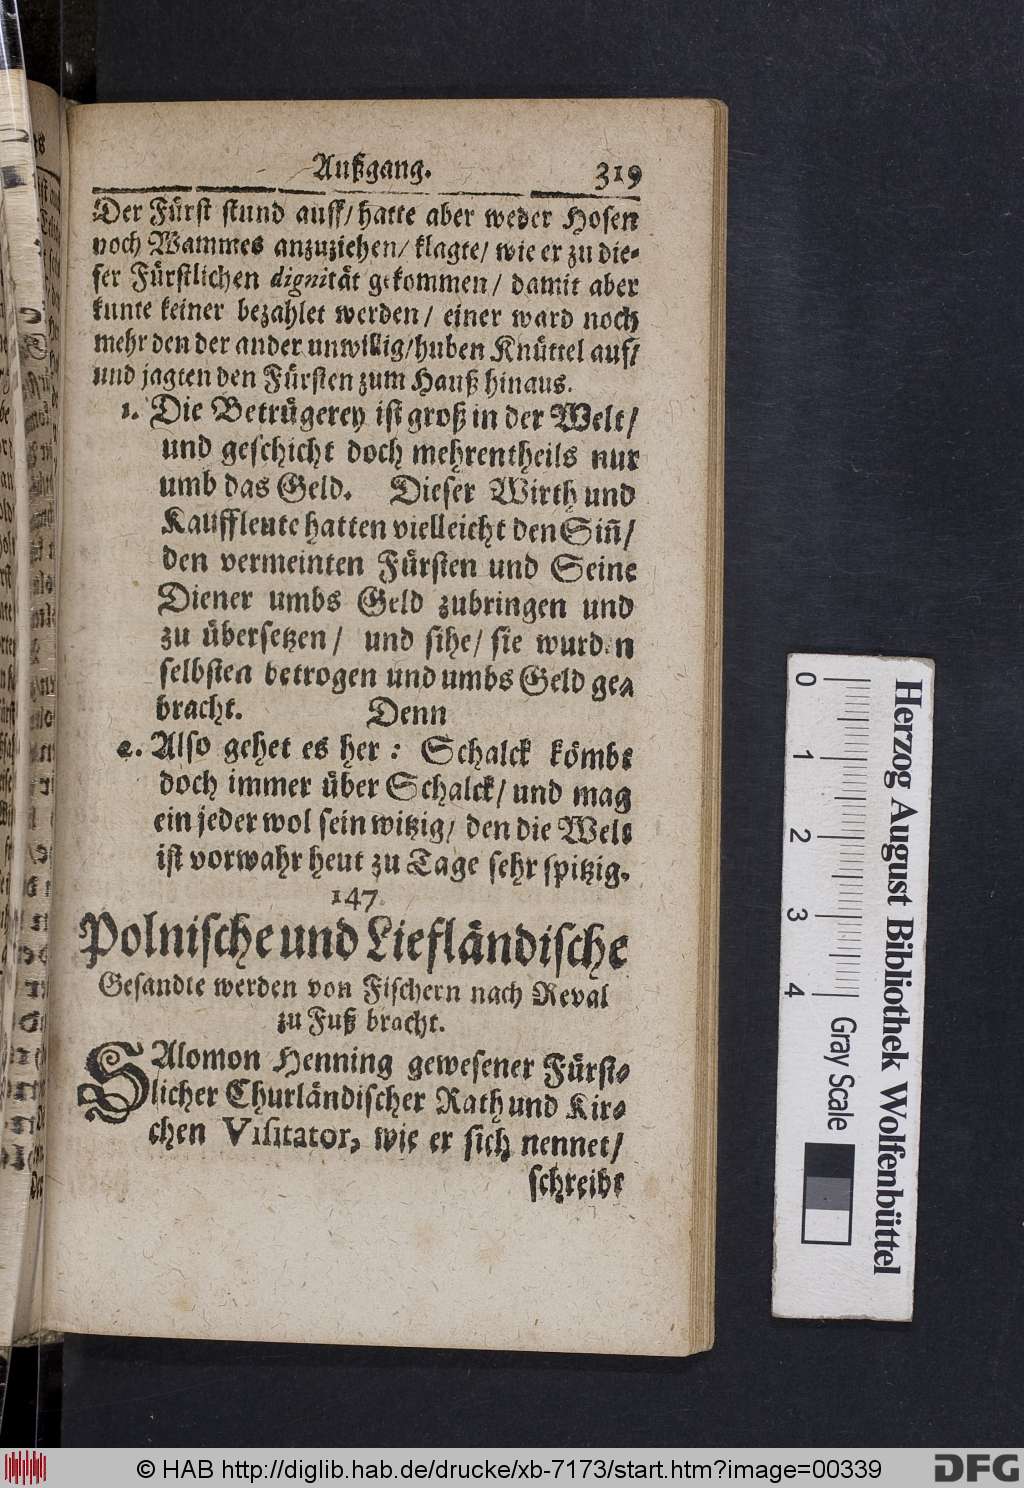 Außgang. 319
Der Fürst stund auff/ hatte aber weder Hosen
noch Wammes anzuziehen/ klagte/ wie er zu die-
ser Fürstlichen dignität gekommen/ damit aber
kunte keiner bezahlet werden/ einer ward noch
mehr den der ander unwillig/ huben Knüttel auf/
und jagten den Fürsten zum Hauß hinaus.
1. Die Betrügerey ist groß in der Welt/
und geschicht doch mehrentheils nur
umb das Geld. Dieser Wirth und
Kauffleute hatten vielleicht den Sin̄/
den vermeinten Fürsten und Seine
Diener umbs Geld zubringen und
zu übersetzen/ und sihe/ sie wurden
selbsten betrogen und umbs Geld ge-
bracht. Denn
2. Also gehet es her: Schalck kömbt
doch immer über Schalck/ und mag
ein jeder wol sein witzig/ den die Welt
ist vorwahr heut zu Tage sehr spitzig.
147.
Polnische und Liefländische
Gesandte werden von Fischern nach Reval
zu Fuß bracht.
SAlomon Henning gewesener Fürst-
licher Churländischer Rath und Kir-
chen Visitator, wie er sich nennet/
schreibt
0 1 2 3 4
Gray Scale
Herzog August Bibliothek Wolfenbüttel
© HAB http://diglib.hab.de/drucke/xb-7173/start.htm?image=00339
DFG